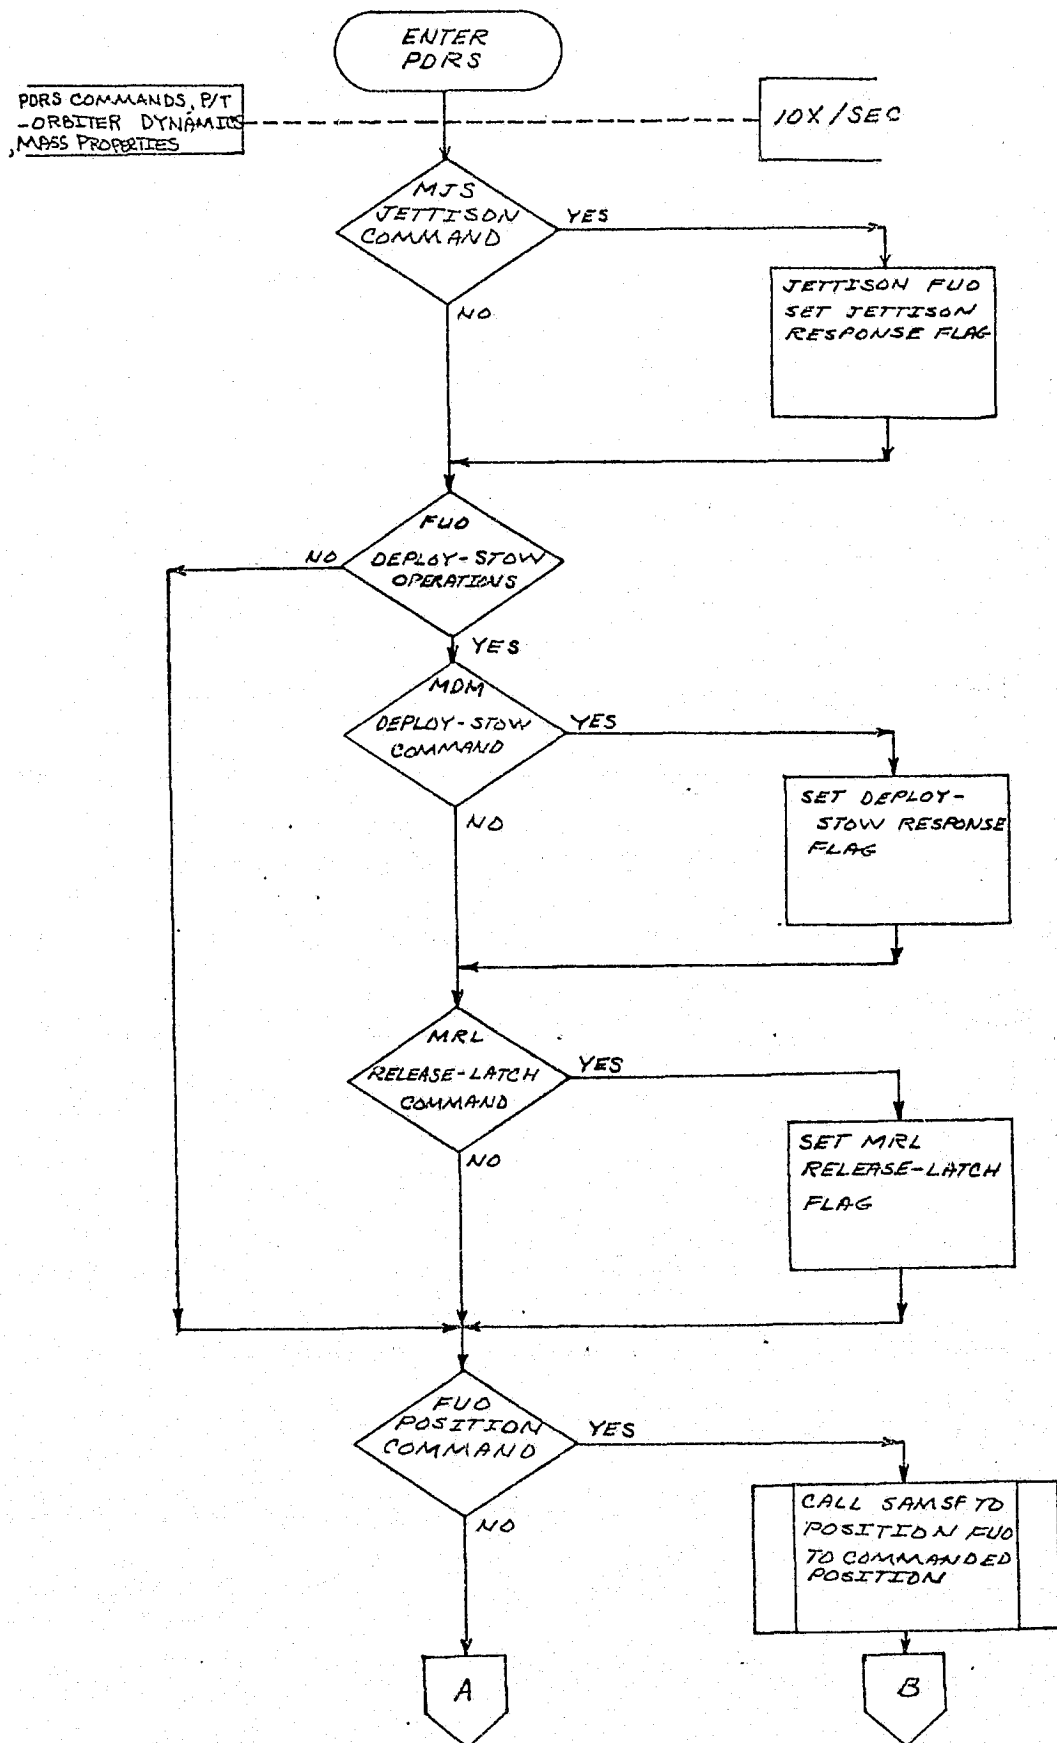 ENTER
PDRS
PDRS COMMANDS, P/T
-ORBITER DYNAMICS
, MASS PROPERTIES
10X/SEC
MJS
JETTISON
COMMAND
YES
NO
JETTISON FUO
SET JETTISON
RESPONSE FLAG
FUO
DEPLOY-STOW
OPERATIONS
NO
YES
MDM
DEPLOY-STOW
COMMAND
YES
NO
SET DEPLOY-
STOW RESPONSE
FLAG
MRL
RELEASE-LATCH
COMMAND
YES
NO
SET MRL
RELEASE-LATCH
FLAG
FUO
POSITION
COMMAND
YES
NO
CALL SAMSF TO
POSITION FUO
TO COMMANDED
POSITION
A
B